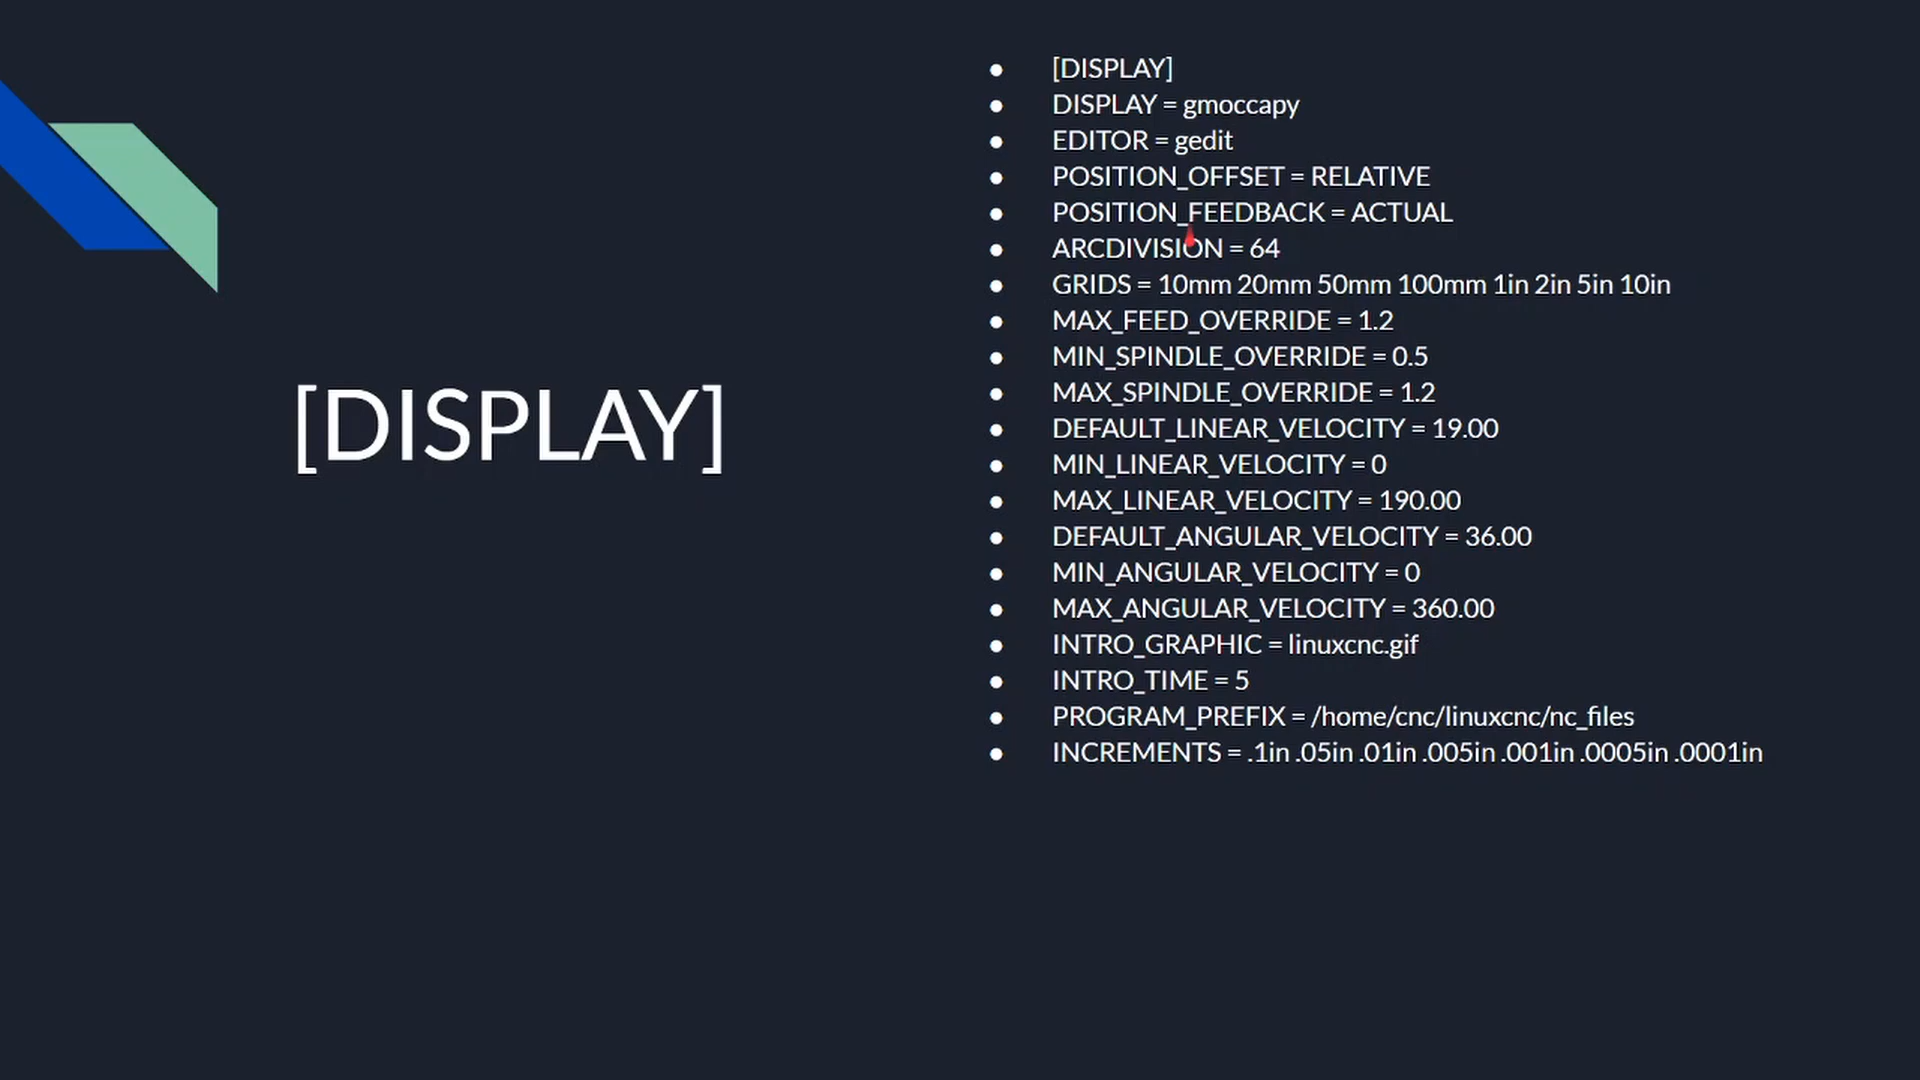 [DISPLAY]
● [DISPLAY]
● DISPLAY = gmoccapy
● EDITOR = gedit
● POSITION_OFFSET = RELATIVE
● POSITION_FEEDBACK = ACTUAL
● ARCDIVISION = 64
● GRIDS = 10mm 20mm 50mm 100mm 1in 2in 5in 10in
● MAX_FEED_OVERRIDE = 1.2
● MIN_SPINDLE_OVERRIDE = 0.5
● MAX_SPINDLE_OVERRIDE = 1.2
● DEFAULT_LINEAR_VELOCITY = 19.00
● MIN_LINEAR_VELOCITY = 0
● MAX_LINEAR_VELOCITY = 190.00
● DEFAULT_ANGULAR_VELOCITY = 36.00
● MIN_ANGULAR_VELOCITY = 0
● MAX_ANGULAR_VELOCITY = 360.00
● INTRO_GRAPHIC = linuxcnc.gif
● INTRO_TIME = 5
● PROGRAM_PREFIX = /home/cnc/linuxcnc/nc_files
● INCREMENTS = .1in .05in .01in .005in .001in .0005in .0001in